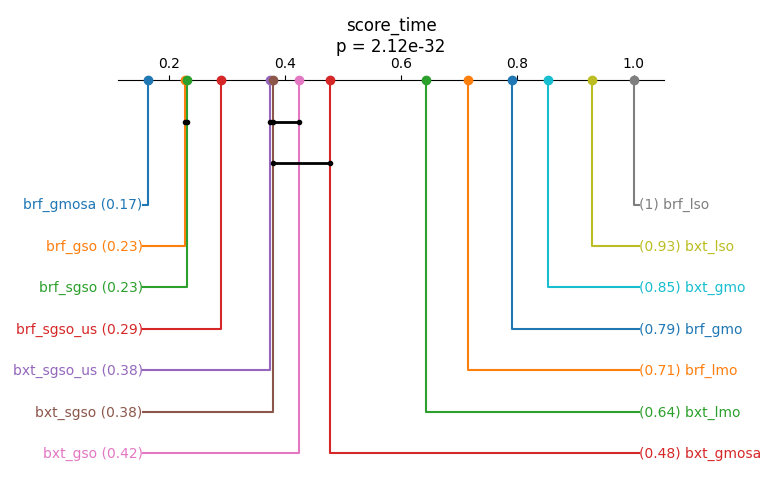 score_time
p = 2.12e-32
0.2 0.4 0.6 0.8 1.0
brf_gmosa (0.17) (1) brf_lso
brf_gso (0.23) (0.93) bxt_lso
brf_sgso (0.23) (0.85) bxt_gmo
brf_sgso_us (0.29) (0.79) brf_gmo
bxt_sgso_us (0.38) (0.71) brf_lmo
bxt_sgso (0.38) (0.64) bxt_lmo
bxt_gso (0.42) (0.48) bxt_gmosa